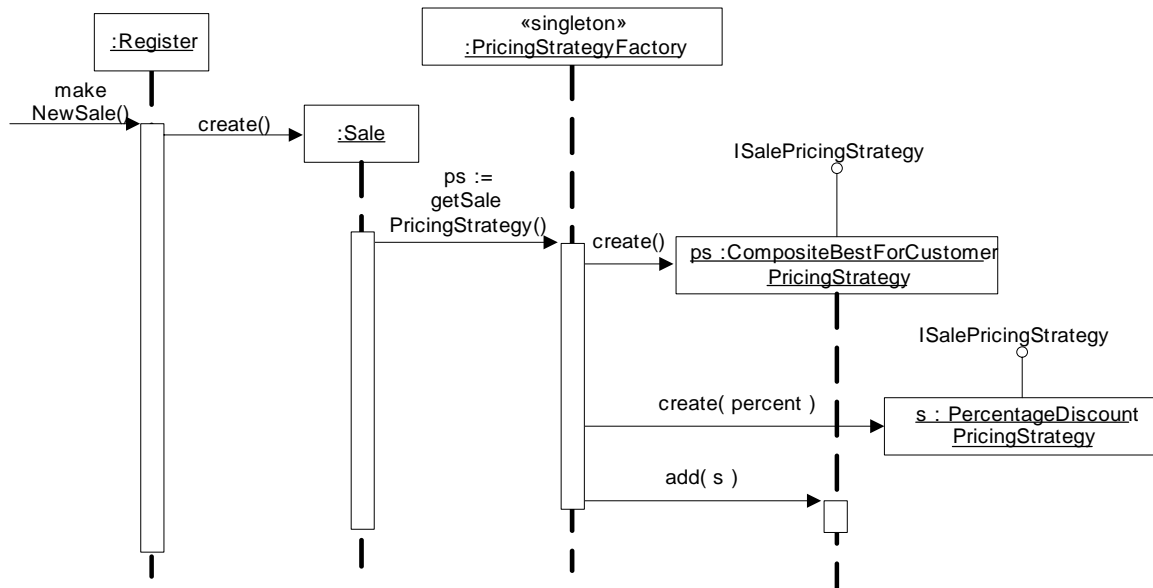 «singleton»
:PricingStrategyFactory
:Register
make
NewSale()
create()
:Sale
ISalePricingStrategy
ps :=
getSale
PricingStrategy()
create()
ps :CompositeBestForCustomer
PricingStrategy
ISalePricingStrategy
create( percent )
s : PercentageDiscount
PricingStrategy
add( s )